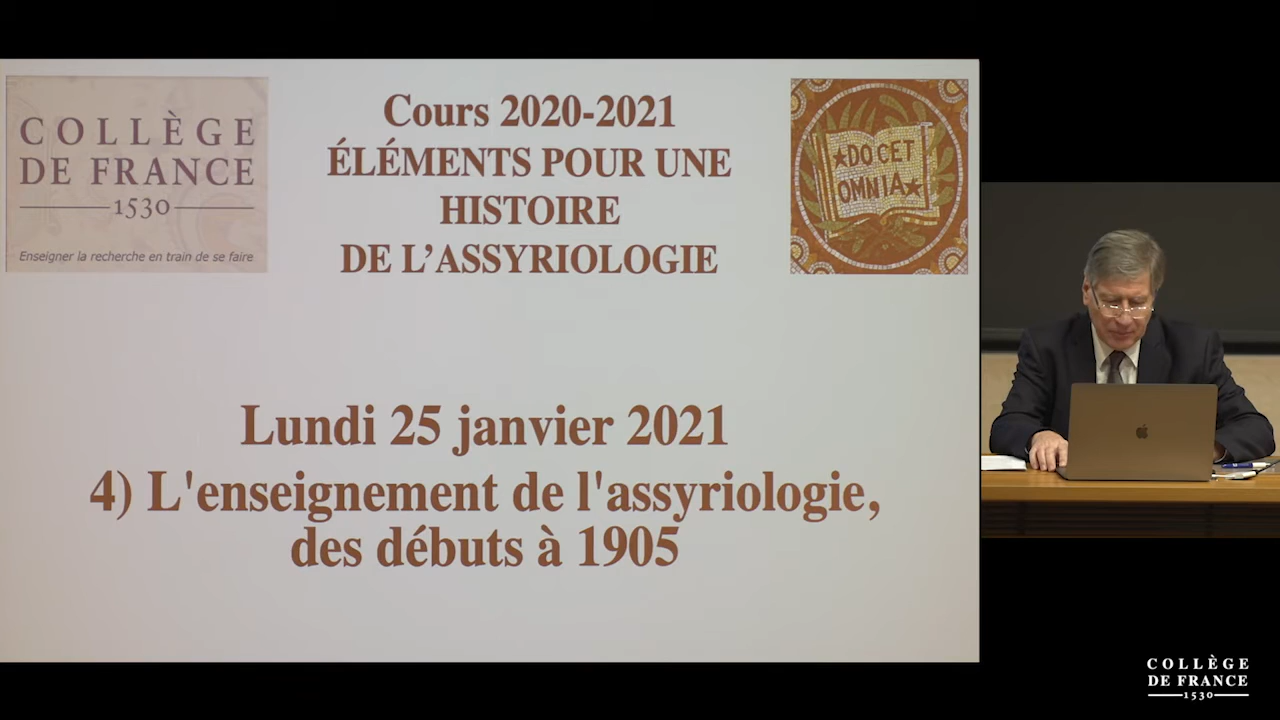 COLLÈGE
DE FRANCE
1530
Enseigner la recherche en train de se faire
Cours 2020-2021
ÉLÉMENTS POUR UNE
HISTOIRE
DE L’ASSYRIOLOGIE
DOCET
OMNIA
Lundi 25 janvier 2021
4) L'enseignement de l'assyriologie,
des débuts à 1905
COLLÈGE
DE FRANCE
1530